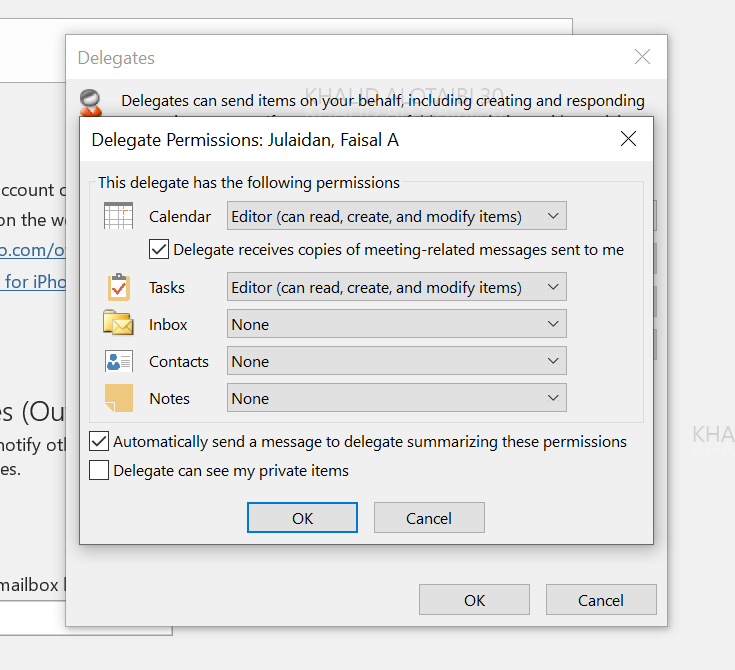 Delegates
KHALID ALOTAIBI 30
Delegates can send items on your behalf, including creating and responding
Delegate Permissions: Julaidan, Faisal A
This delegate has the following permissions
Calendar Editor (can read, create, and modify items)
Delegate receives copies of meeting-related messages sent to me
Tasks Editor (can read, create, and modify items)
Inbox None
Contacts None
Notes None
Automatically send a message to delegate summarizing these permissions
Delegate can see my private items
OK Cancel
OK Cancel
ccount
on the
o.com/o
for iPho
es (Ou
notify
es.
mailbox
KHA